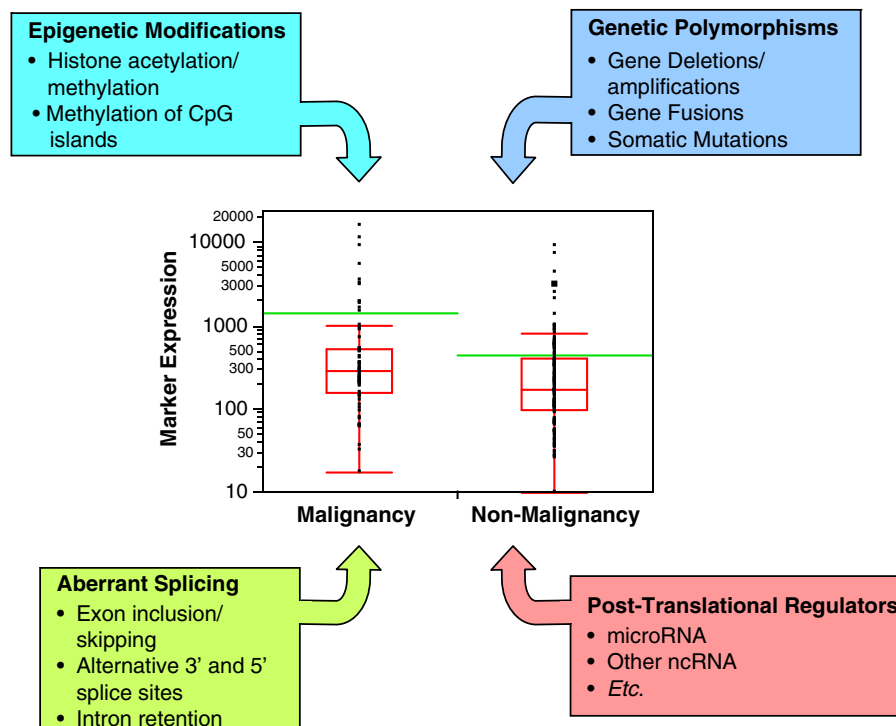 Epigenetic Modifications
• Histone acetylation/
methylation
• Methylation of CpG
islands
Genetic Polymorphisms
• Gene Deletions/
amplifications
• Gene Fusions
• Somatic Mutations
Marker Expression
20000
10000
5000
3000
1000
500
300
100
50
30
10
Malignancy
Non-Malignancy
Aberrant Splicing
• Exon inclusion/
skipping
• Alternative 3' and 5'
splice sites
• Intron retention
Post-Translational Regulators
• microRNA
• Other ncRNA
• Etc.